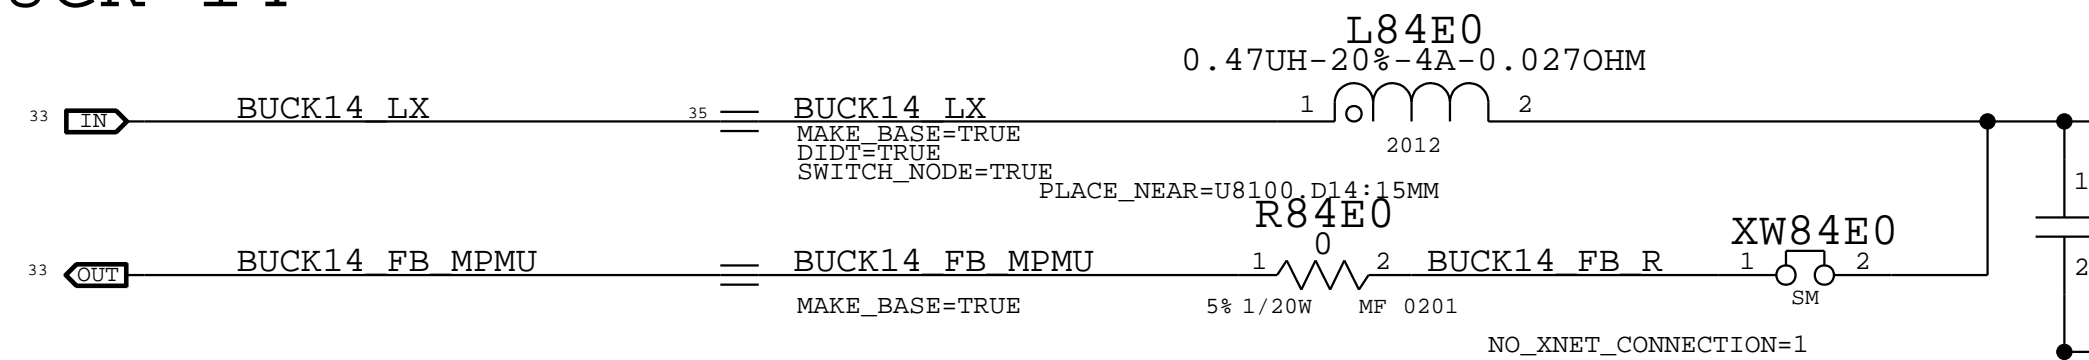 L84E0
0.47UH-20%-4A-0.027OHM
33 IN BUCK14_LX 35 BUCK14_LX 1 2
MAKE_BASE=TRUE
DIDT=TRUE
SWITCH_NODE=TRUE
2012
PLACE_NEAR=U8100.D14:15MM
R84E0
0
XW84E0
1
33 OUT BUCK14_FB_MPMU BUCK14_FB_MPMU 1 2 BUCK14_FB_R 1 2
2
MAKE_BASE=TRUE
5% 1/20W MF 0201
SM
NO_XNET_CONNECTION=1